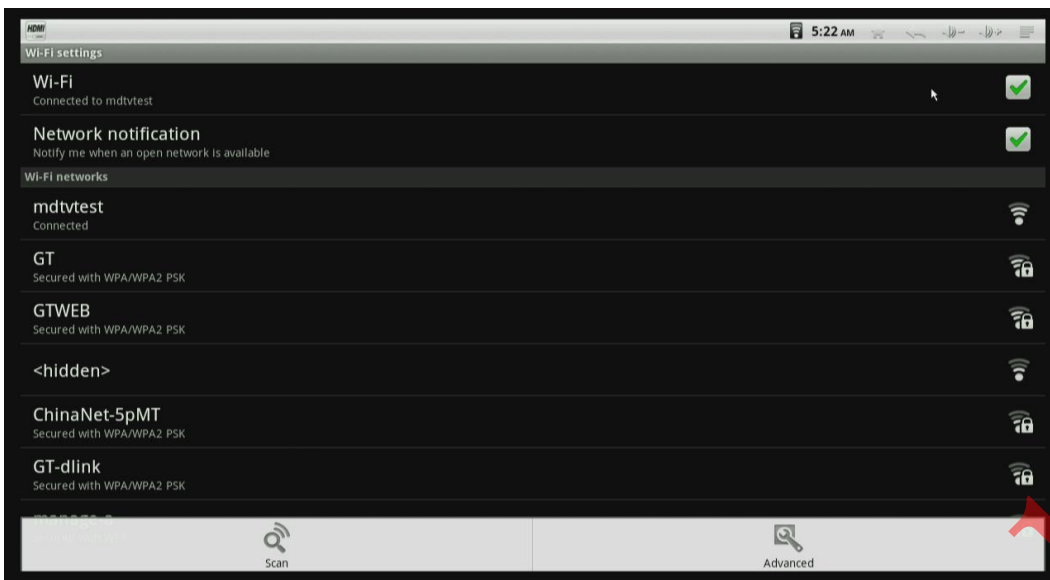 HDMI
5:22 AM
Wi-Fi settings
Wi-Fi
Connected to mdtvtest
Network notification
Notify me when an open network is available
Wi-Fi networks
mdtvtest
Connected
GT
Secured with WPA/WPA2 PSK
GTWEB
Secured with WPA/WPA2 PSK
<hidden>
ChinaNet-5pMT
Secured with WPA/WPA2 PSK
GT-dlink
Secured with WPA/WPA2 PSK
Scan
Advanced